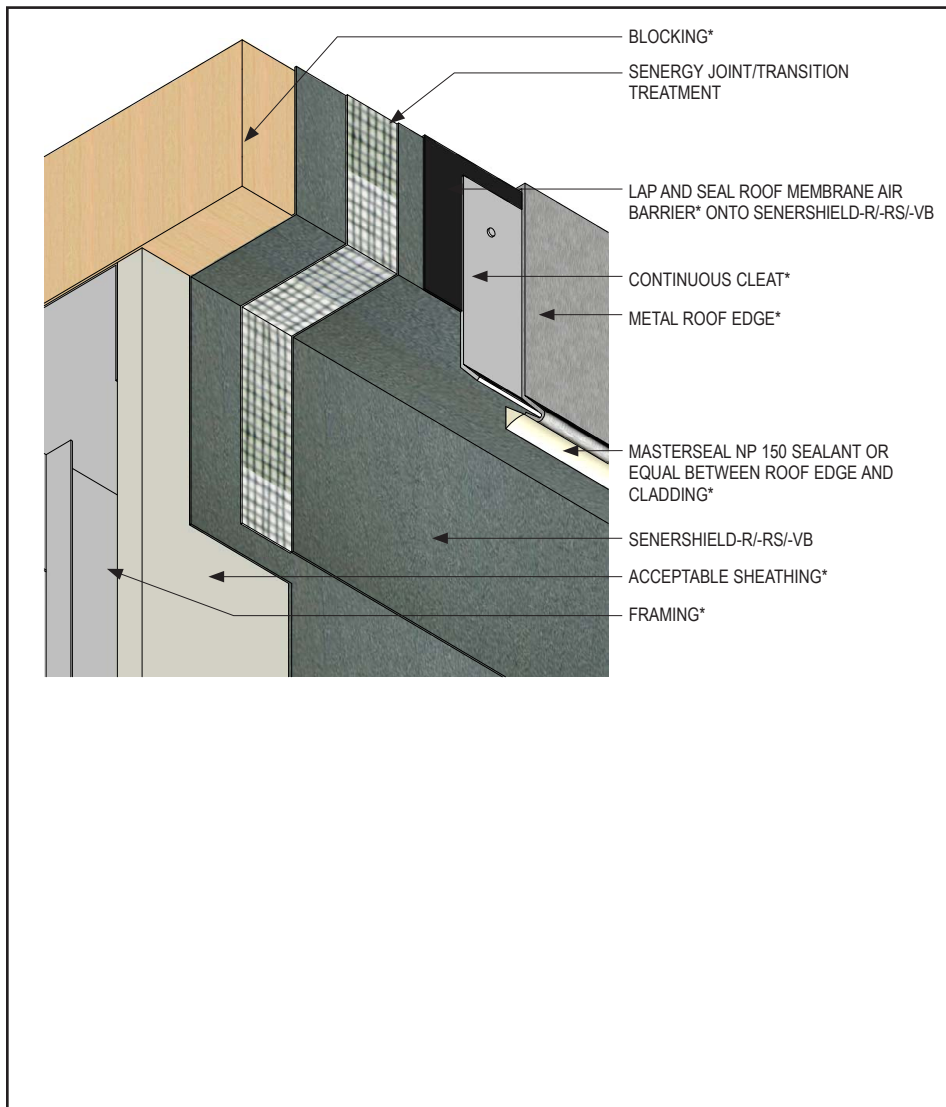 BLOCKING*
SENERGY JOINT/TRANSITION
TREATMENT
LAP AND SEAL ROOF MEMBRANE AIR
BARRIER* ONTO SENERSHIELD-R/-RS/-VB
CONTINUOUS CLEAT*
METAL ROOF EDGE*
MASTERSEAL NP 150 SEALANT OR
EQUAL BETWEEN ROOF EDGE AND
CLADDING*
SENERSHIELD-R/-RS/-VB
ACCEPTABLE SHEATHING*
FRAMING*